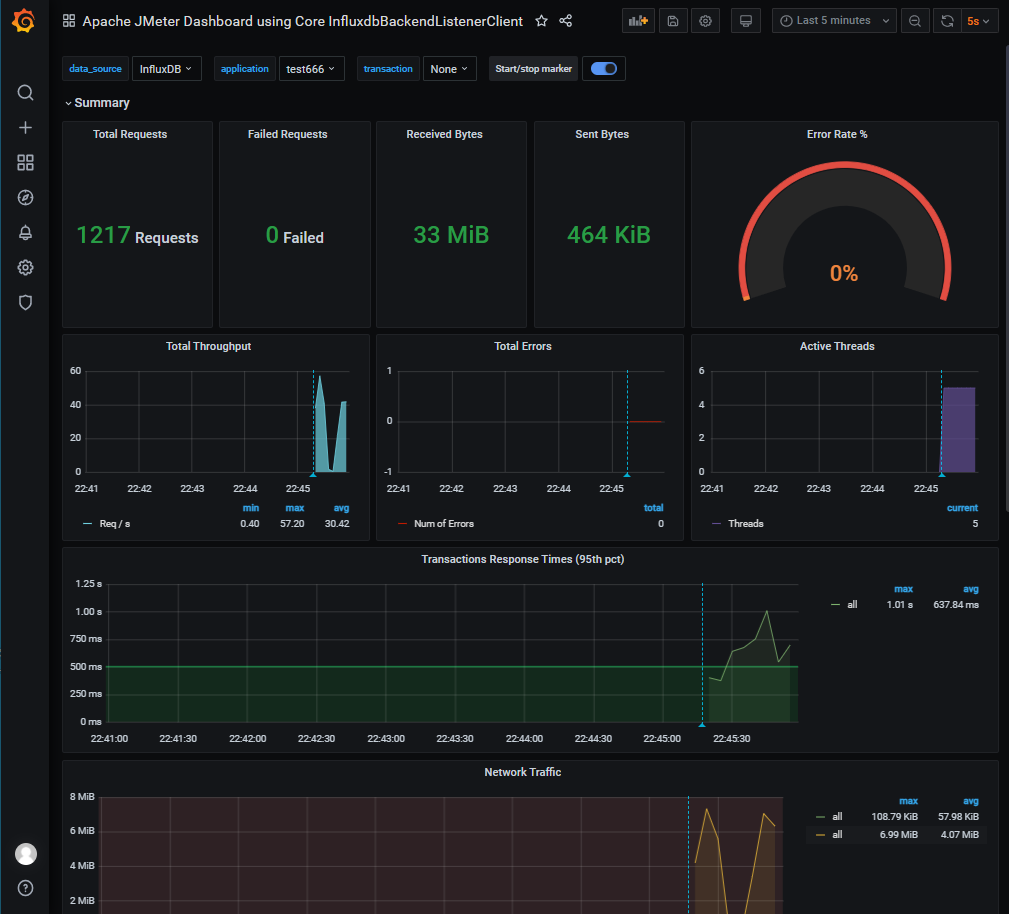 Apache JMeter Dashboard using Core InfluxdbBackendListenerClient
Last 5 minutes
5s
data_source InfluxDB application test666 transaction None Start/stop marker
Summary
Total Requests
1217 Requests
Failed Requests
0 Failed
Received Bytes
33 MiB
Sent Bytes
464 KiB
Error Rate %
0%
Total Throughput
60
40
20
0
22:41 22:42 22:43 22:44 22:45
min max avg
Req / s 0.40 57.20 30.42
Total Errors
1
0
-1
22:41 22:42 22:43 22:44 22:45
total
Num of Errors 0
Active Threads
6
4
2
0
22:41 22:42 22:43 22:44 22:45
current
Threads 5
Transactions Response Times (95th pct)
1.25 s
1.00 s
750 ms
500 ms
250 ms
0 ms
22:41:00 22:41:30 22:42:00 22:42:30 22:43:00 22:43:30 22:44:00 22:44:30 22:45:00 22:45:30
max avg
all 1.01 s 637.84 ms
Network Traffic
8 MiB
6 MiB
4 MiB
2 MiB
max avg
all 108.79 KiB 57.98 KiB
all 6.99 MiB 4.07 MiB